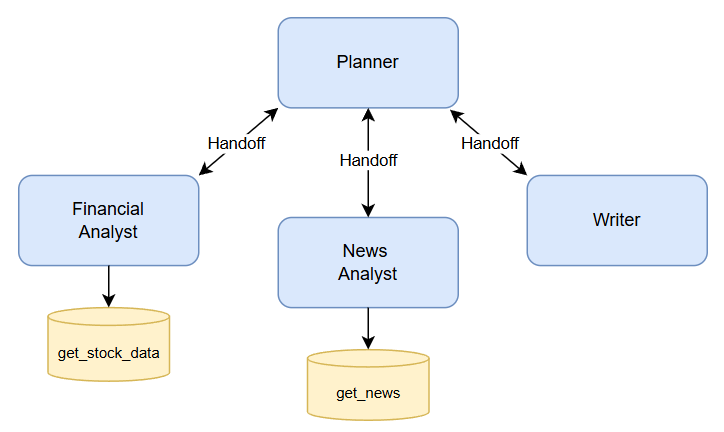 Planner
Handoff
Handoff
Handoff
Financial
Analyst
News
Analyst
Writer
get_stock_data
get_news